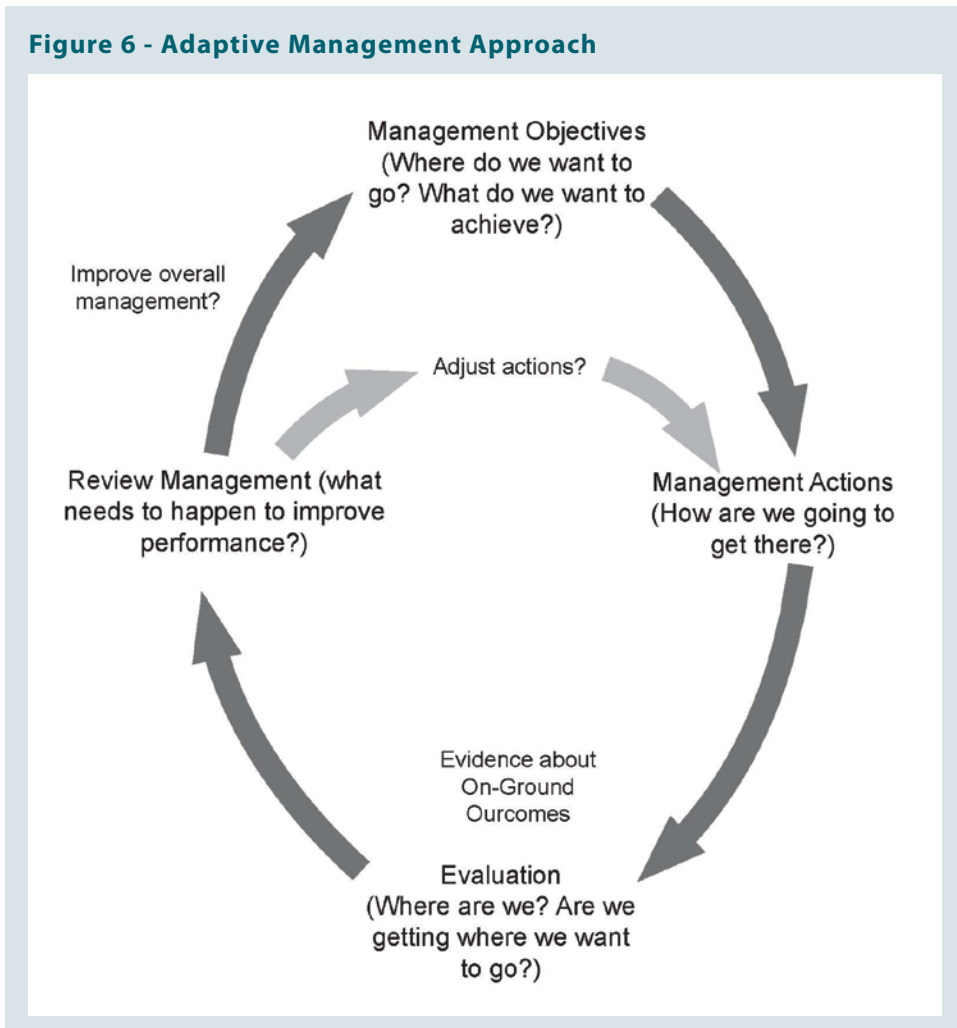 Figure 6 - Adaptive Management Approach
Management Objectives
(Where do we want to
go? What do we want to
achieve?)
Improve overall
management?
Adjust actions?
Review Management (what
needs to happen to improve
performance?)
Management Actions
(How are we going to
get there?)
Evidence about
On-Ground
Ourcomes
Evaluation
(Where are we? Are we
getting where we want
to go?)